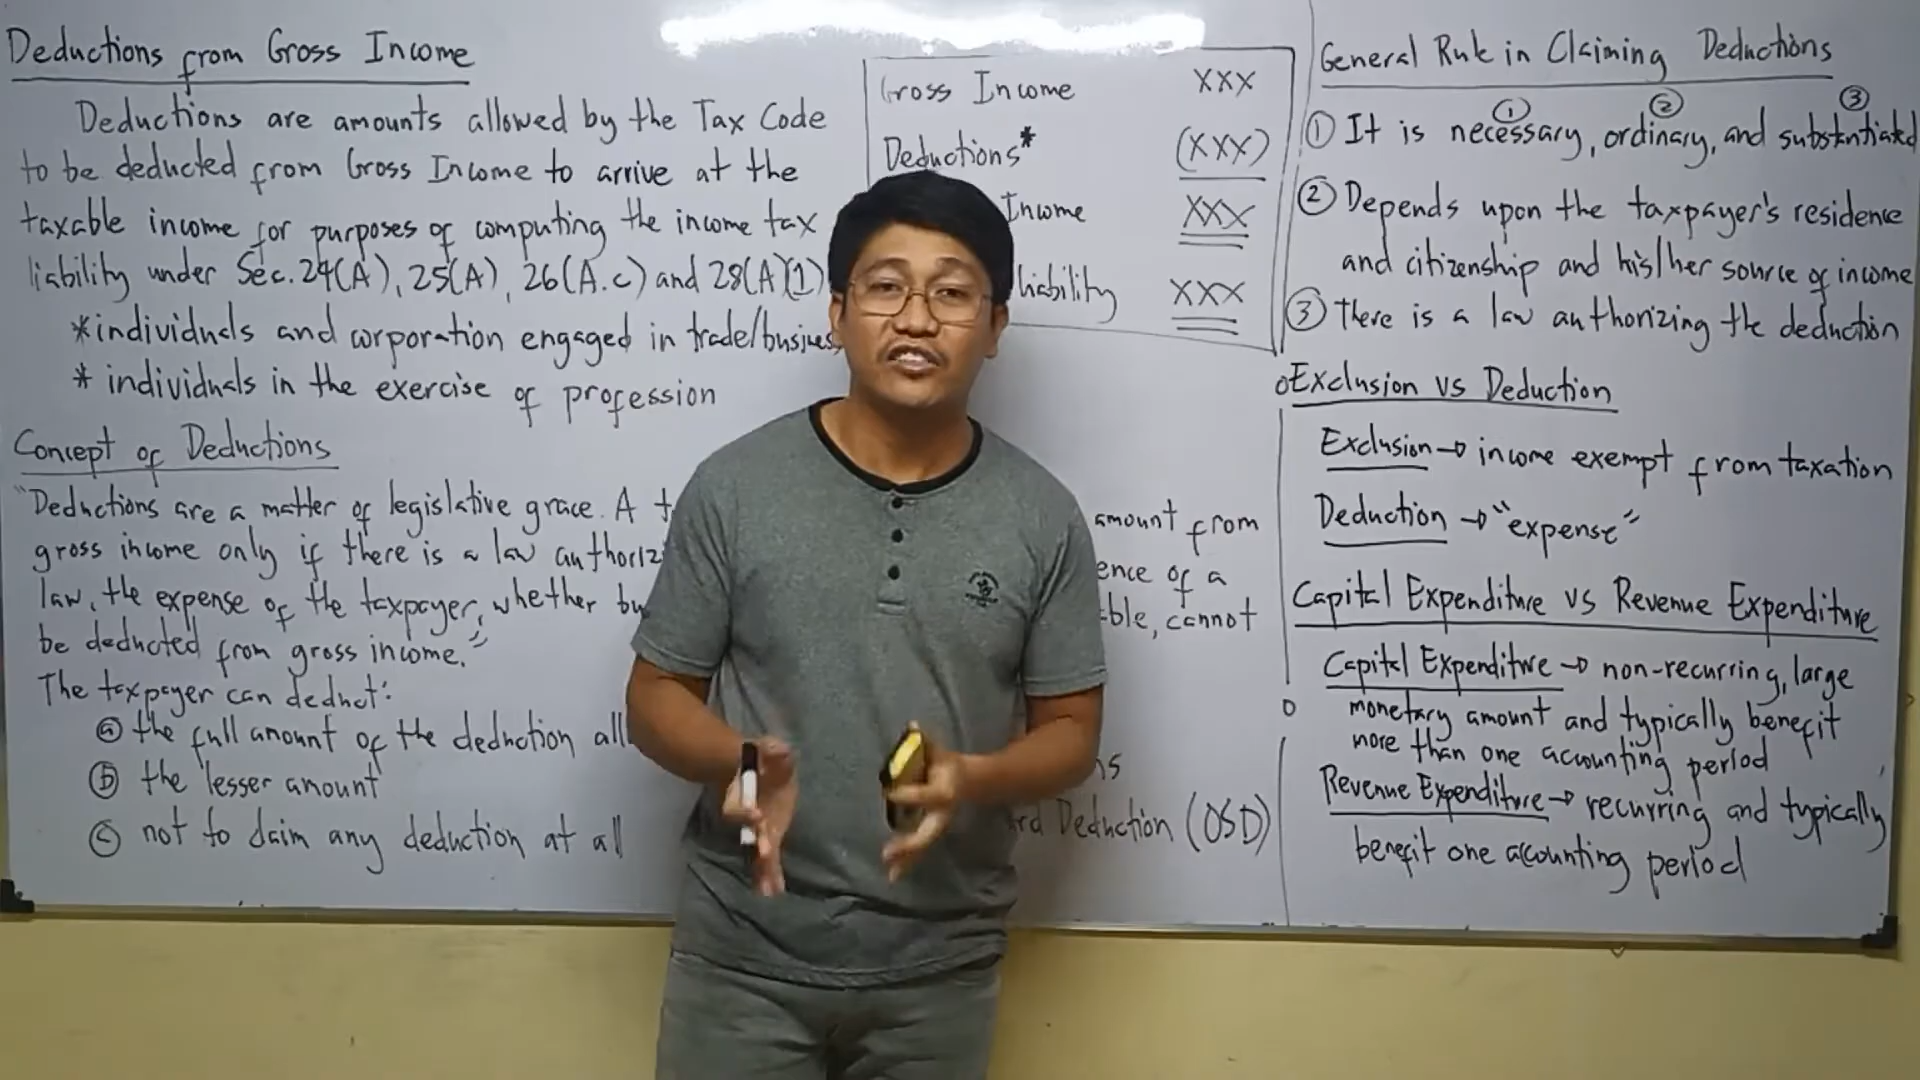 Deductions from Gross Income
Deductions are amounts allowed by the Tax Code
to be deducted from Gross Income to arrive at the
taxable income for purposes of computing the income tax
liability under Sec. 24(A), 25(A), 26(A.c) and 28(A)(1)
*individuals and corporation engaged in trade/business
* individuals in the exercise of profession
Concept of Deductions
"Deductions are a matter of legislative grace. A
gross income only if there is a law
law, the expense of the taxpayer, whether
be deducted from gross income."
The taxpayer can deduct:
ⓐ the full amount of the deduction
ⓑ the lesser amount
ⓒ not to claim any deduction at all
Gross Income XXX
Deductions* (XXX)
Income XXX
liability XXX
amount from
of a
cannot
Deduction (OSD)
General Rule in Claiming Deductions
① ② ③
① It is necessary, ordinary, and substantiated
② Depends upon the taxpayer's residence
and citizenship and his/her source of income
③ There is a law authorizing the deduction
Exclusion vs Deduction
Exclusion → income exempt from taxation
Deduction → "expense"
Capital Expenditure vs Revenue Expenditure
Capital Expenditure → non-recurring, large
monetary amount and typically benefit
more than one accounting period
Revenue Expenditure → recurring and typically
benefit one accounting period